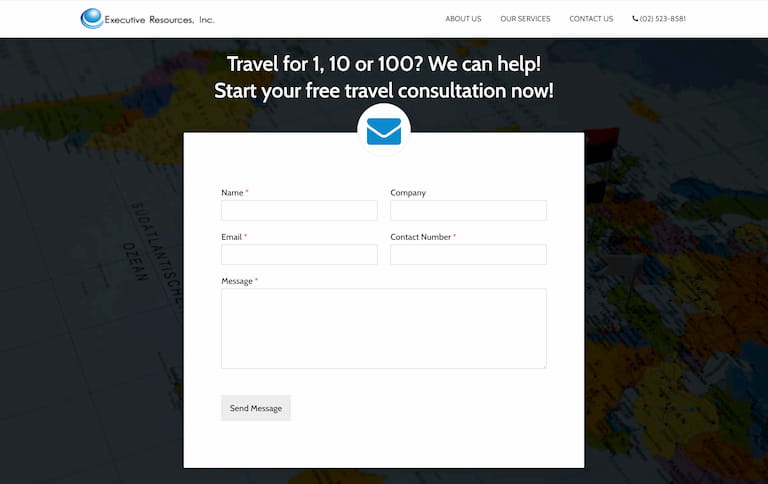 Executive Resources, Inc.
ABOUT US
OUR SERVICES
CONTACT US
(02) 523-8581
Travel for 1, 10 or 100? We can help!
Start your free travel consultation now!
Name *
Company
Email *
Contact Number *
Message *
Send Message
SÜDATLANTISCHER
OZEAN